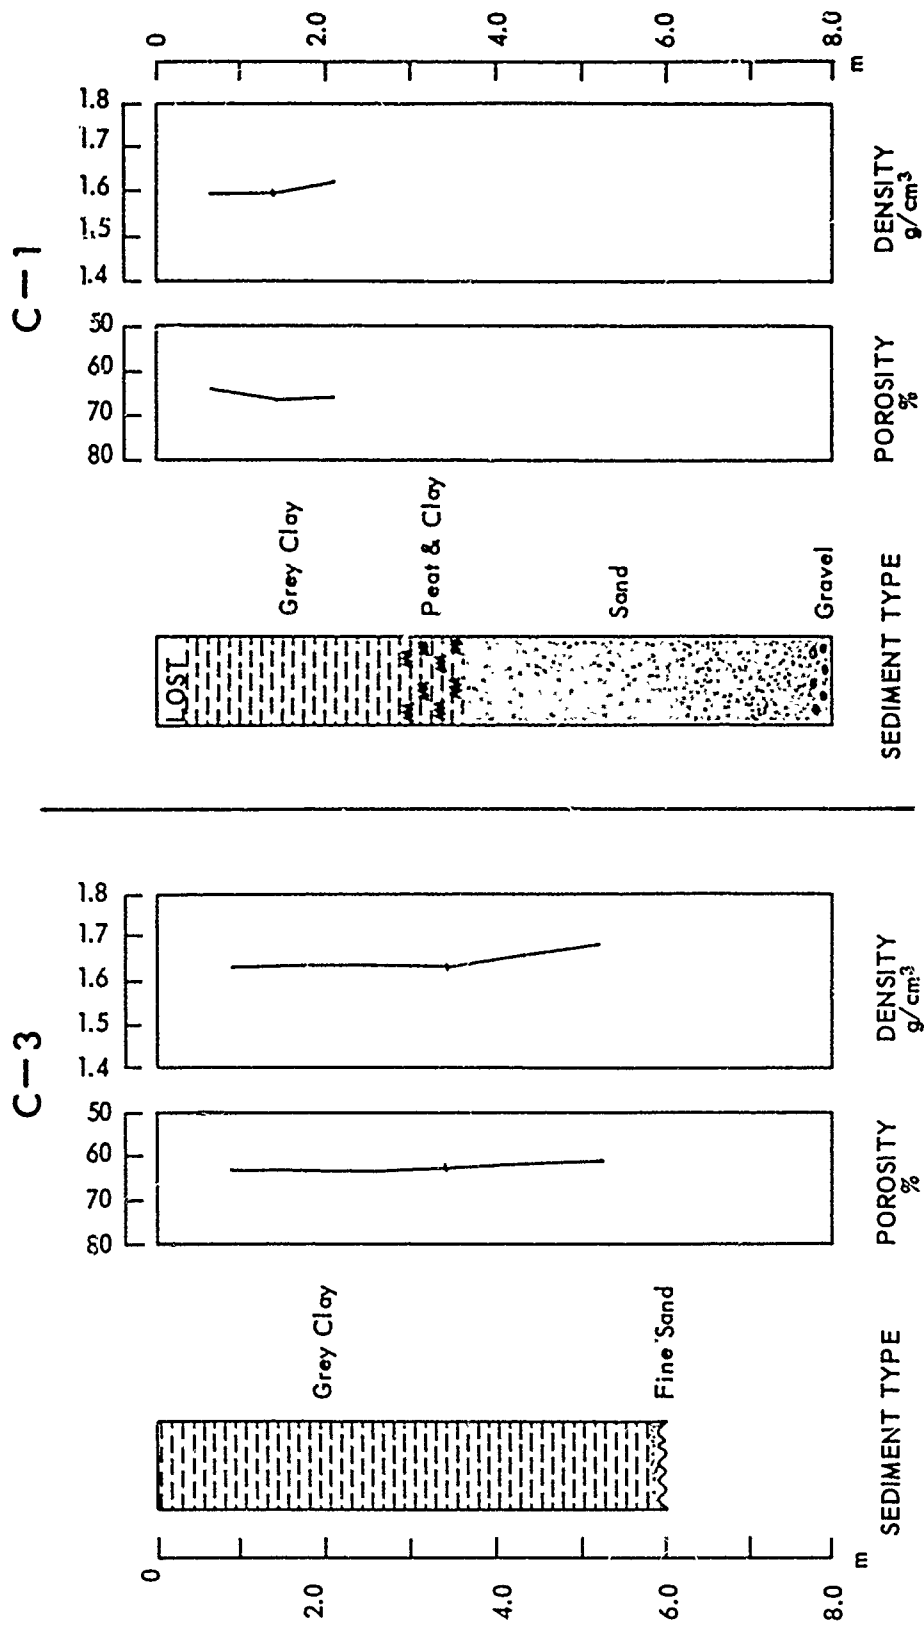 C—3
C—1
80 70 60 50
1.4 1.5 1.6 1.7 1.8
80 70 60 50
1.4 1.5 1.6 1.7 1.8
0
2.0
4.0
6.0
8.0
m
Grey Clay
Fine Sand
LOST
Grey Clay
Peat & Clay
Sand
Gravel
0
2.0
4.0
6.0
8.0
m
SEDIMENT TYPE
POROSITY
%
DENSITY
g/cm3
SEDIMENT TYPE
POROSITY
%
DENSITY
g/cm3